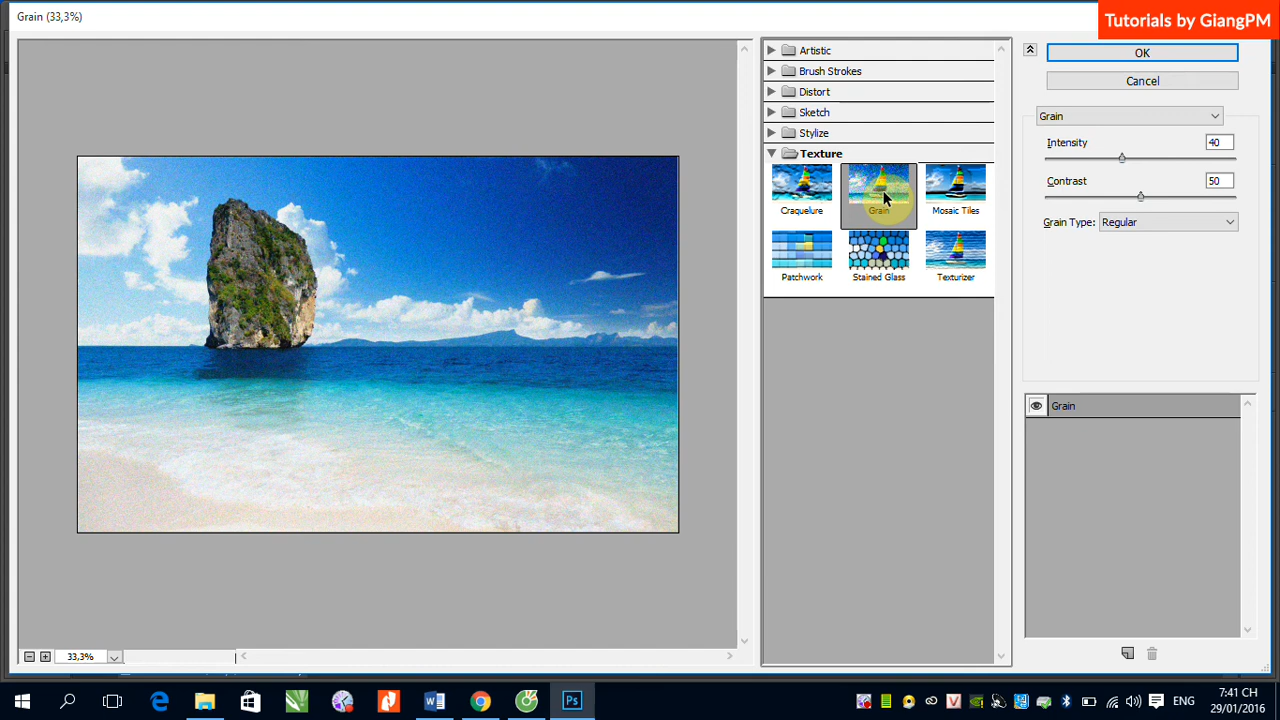 Grain (33,3%)
Tutorials by GiangPM
Artistic
Brush Strokes
Distort
Sketch
Stylize
Texture
Craquelure
Grain
Mosaic Tiles
Patchwork
Stained Glass
Texturizer
OK
Cancel
Grain
Intensity 40
Contrast 50
Grain Type: Regular
Grain
33,3%
Ps
ENG
7:41 CH
29/01/2016